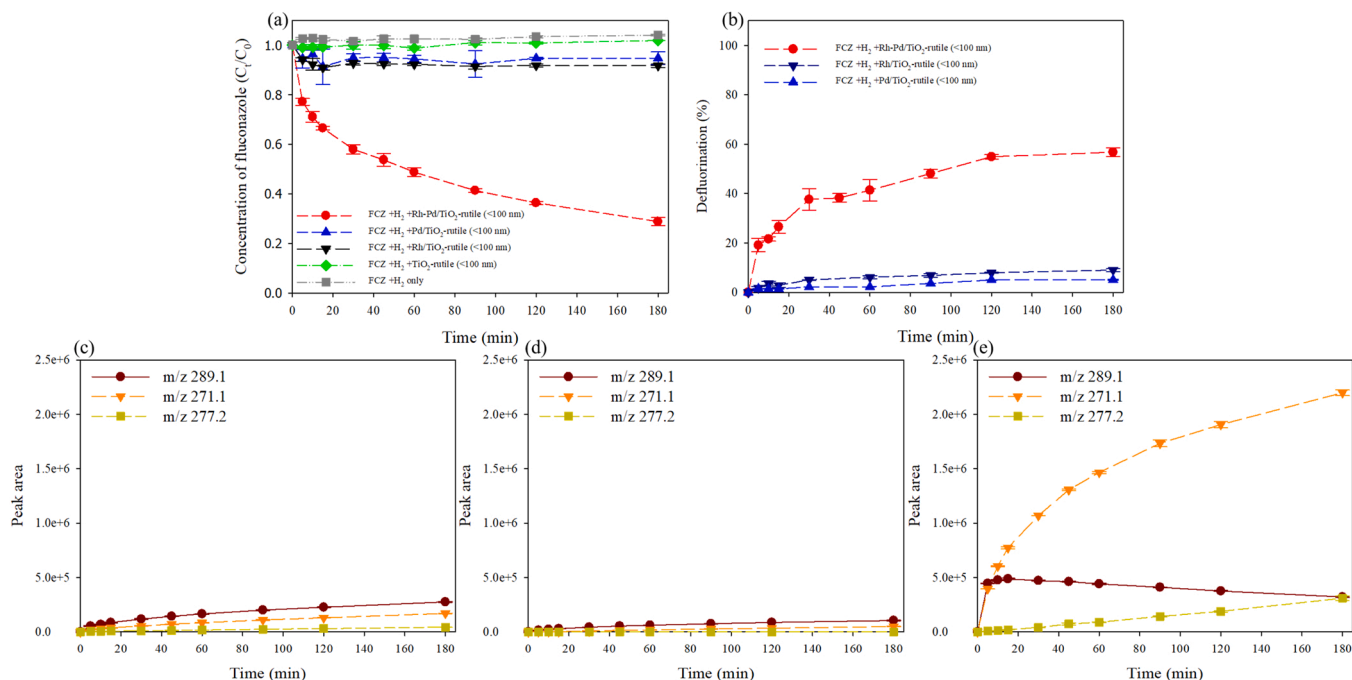 (a)
Concentration of fluconazole (Cₜ/C₀)
1.0
0.8
0.6
0.4
0.2
0.0
FCZ +H₂ +Rh-Pd/TiO₂-rutile (<100 nm)
FCZ +H₂ +Pd/TiO₂-rutile (<100 nm)
FCZ +H₂ +Rh/TiO₂-rutile (<100 nm)
FCZ +H₂ +TiO₂-rutile (<100 nm)
FCZ +H₂ only
0 20 40 60 80 100 120 140 160 180
Time (min)
(b)
Defluorination (%)
100
80
60
40
20
0
FCZ +H₂ +Rh-Pd/TiO₂-rutile (<100 nm)
FCZ +H₂ +Rh/TiO₂-rutile (<100 nm)
FCZ +H₂ +Pd/TiO₂-rutile (<100 nm)
0 20 40 60 80 100 120 140 160 180
Time (min)
(c)
Peak area
2.5e+6
2.0e+6
1.5e+6
1.0e+6
5.0e+5
0.0
m/z 289.1
m/z 271.1
m/z 277.2
0 20 40 60 80 100 120 140 160 180
Time (min)
(d)
Peak area
2.5e+6
2.0e+6
1.5e+6
1.0e+6
5.0e+5
0.0
m/z 289.1
m/z 271.1
m/z 277.2
0 20 40 60 80 100 120 140 160 180
Time (min)
(e)
Peak area
2.5e+6
2.0e+6
1.5e+6
1.0e+6
5.0e+5
0.0
m/z 289.1
m/z 271.1
m/z 277.2
0 20 40 60 80 100 120 140 160 180
Time (min)